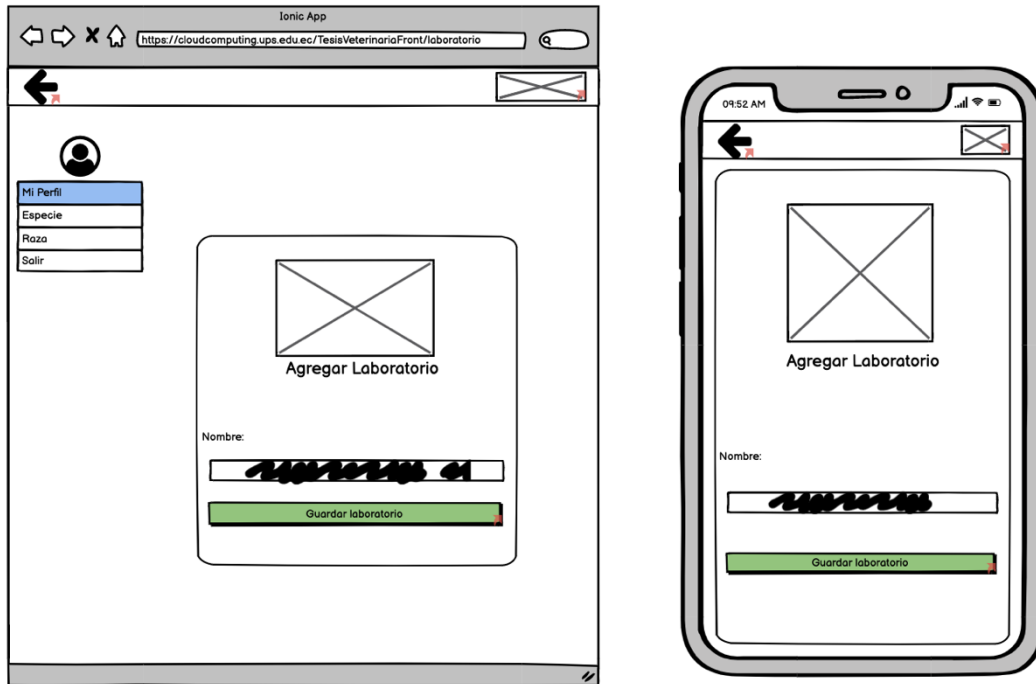 Ionic App
https://cloudcomputing.ups.edu.ec/TesisVeterinariaFront/laboratorio
Mi Perfil
Especie
Raza
Salir
Agregar Laboratorio
Nombre:
Guardar laboratorio
09:52 AM
Agregar Laboratorio
Nombre:
Guardar laboratorio